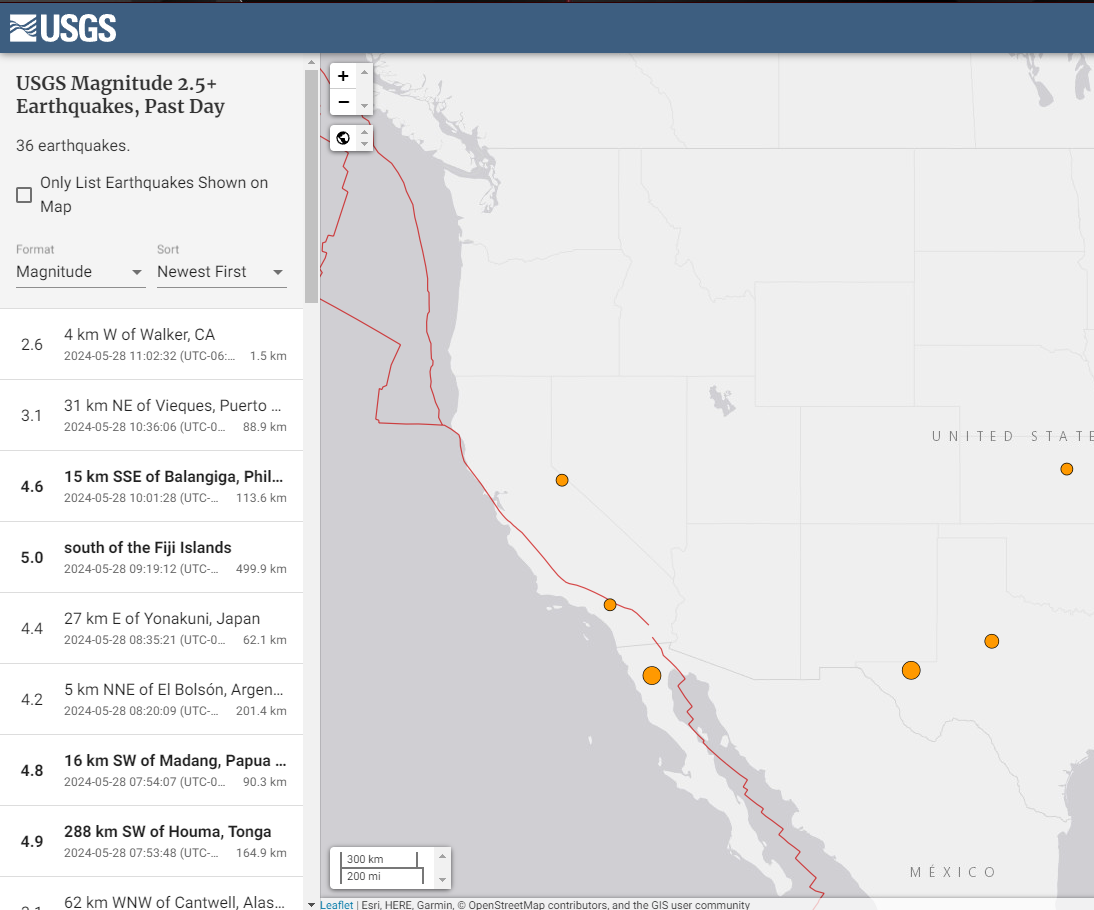 USGS
USGS Magnitude 2.5+
Earthquakes, Past Day
36 earthquakes.
Only List Earthquakes Shown on
Map
Format
Sort
Magnitude
Newest First
2.6
4 km W of Walker, CA
2024-05-28 11:02:32 (UTC-06:...
1.5 km
3.1
31 km NE of Vieques, Puerto ...
2024-05-28 10:36:06 (UTC-0...
88.9 km
4.6
15 km SSE of Balangiga, Phil...
2024-05-28 10:01:28 (UTC-...
113.6 km
5.0
south of the Fiji Islands
2024-05-28 09:19:12 (UTC-...
499.9 km
4.4
27 km E of Yonakuni, Japan
2024-05-28 08:35:21 (UTC-0...
62.1 km
4.2
5 km NNE of El Bolsón, Argen...
2024-05-28 08:20:09 (UTC-...
201.4 km
4.8
16 km SW of Madang, Papua ...
2024-05-28 07:54:07 (UTC-0...
90.3 km
4.9
288 km SW of Houma, Tonga
2024-05-28 07:53:48 (UTC-...
164.9 km
62 km WNW of Cantwell, Alas...
+
−
UNITED STATE
MÉXICO
300 km
200 mi
Leaflet | Esri, HERE, Garmin, © OpenStreetMap contributors, and the GIS user community